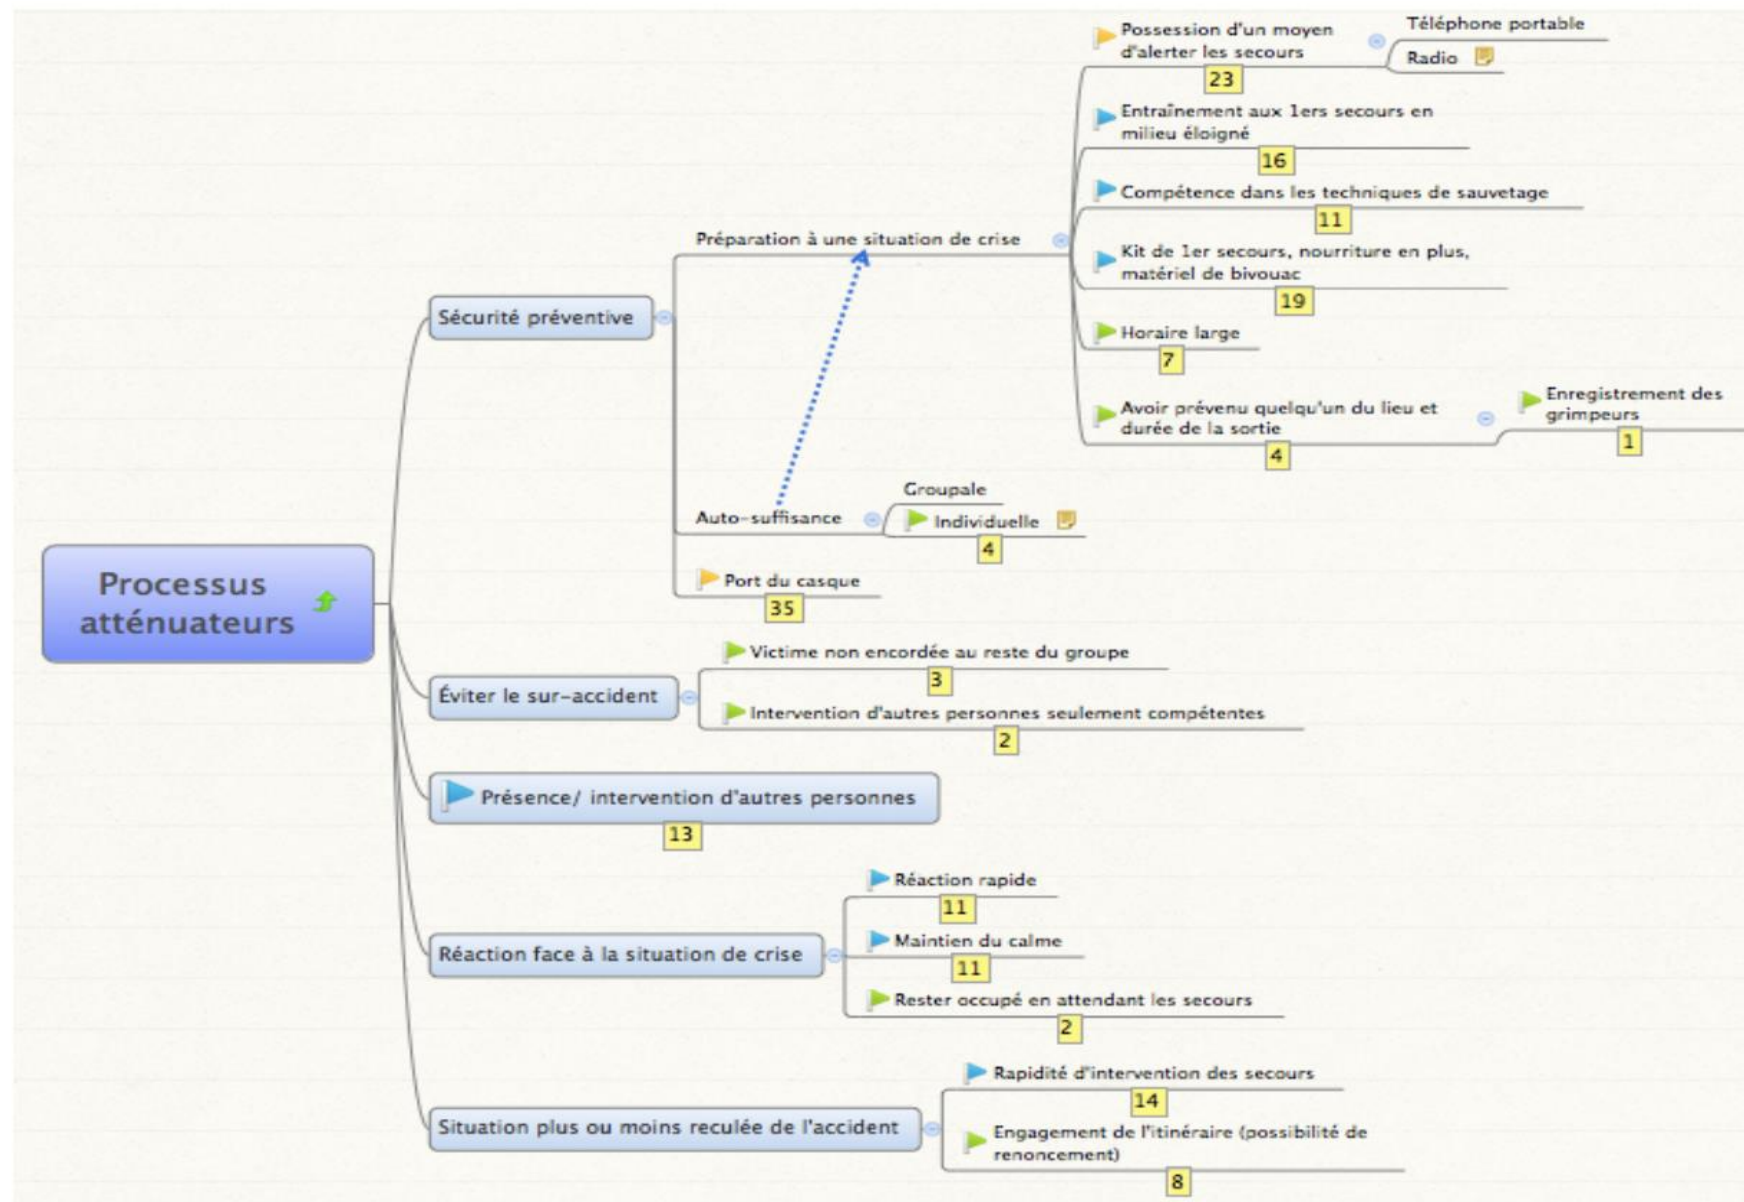 Possession d'un moyen
d'alerter les secours
23
Téléphone portable
Radio
Entraînement aux 1ers secours en
milieu éloigné
16
Compétence dans les techniques de sauvetage
11
Préparation à une situation de crise
Kit de 1er secours, nourriture en plus,
matériel de bivouac
19
Sécurité préventive
Horaire large
7
Avoir prévenu quelqu'un du lieu et
durée de la sortie
4
Enregistrement des
grimpeurs
1
Auto-suffisance
Groupale
Individuelle
4
Port du casque
35
Processus
atténuateurs
Éviter le sur-accident
Victime non encordée au reste du groupe
3
Intervention d'autres personnes seulement compétentes
2
Présence/ intervention d'autres personnes
13
Réaction face à la situation de crise
Réaction rapide
11
Maintien du calme
11
Rester occupé en attendant les secours
2
Situation plus ou moins reculée de l'accident
Rapidité d'intervention des secours
14
Engagement de l'itinéraire (possibilité de
renoncement)
8